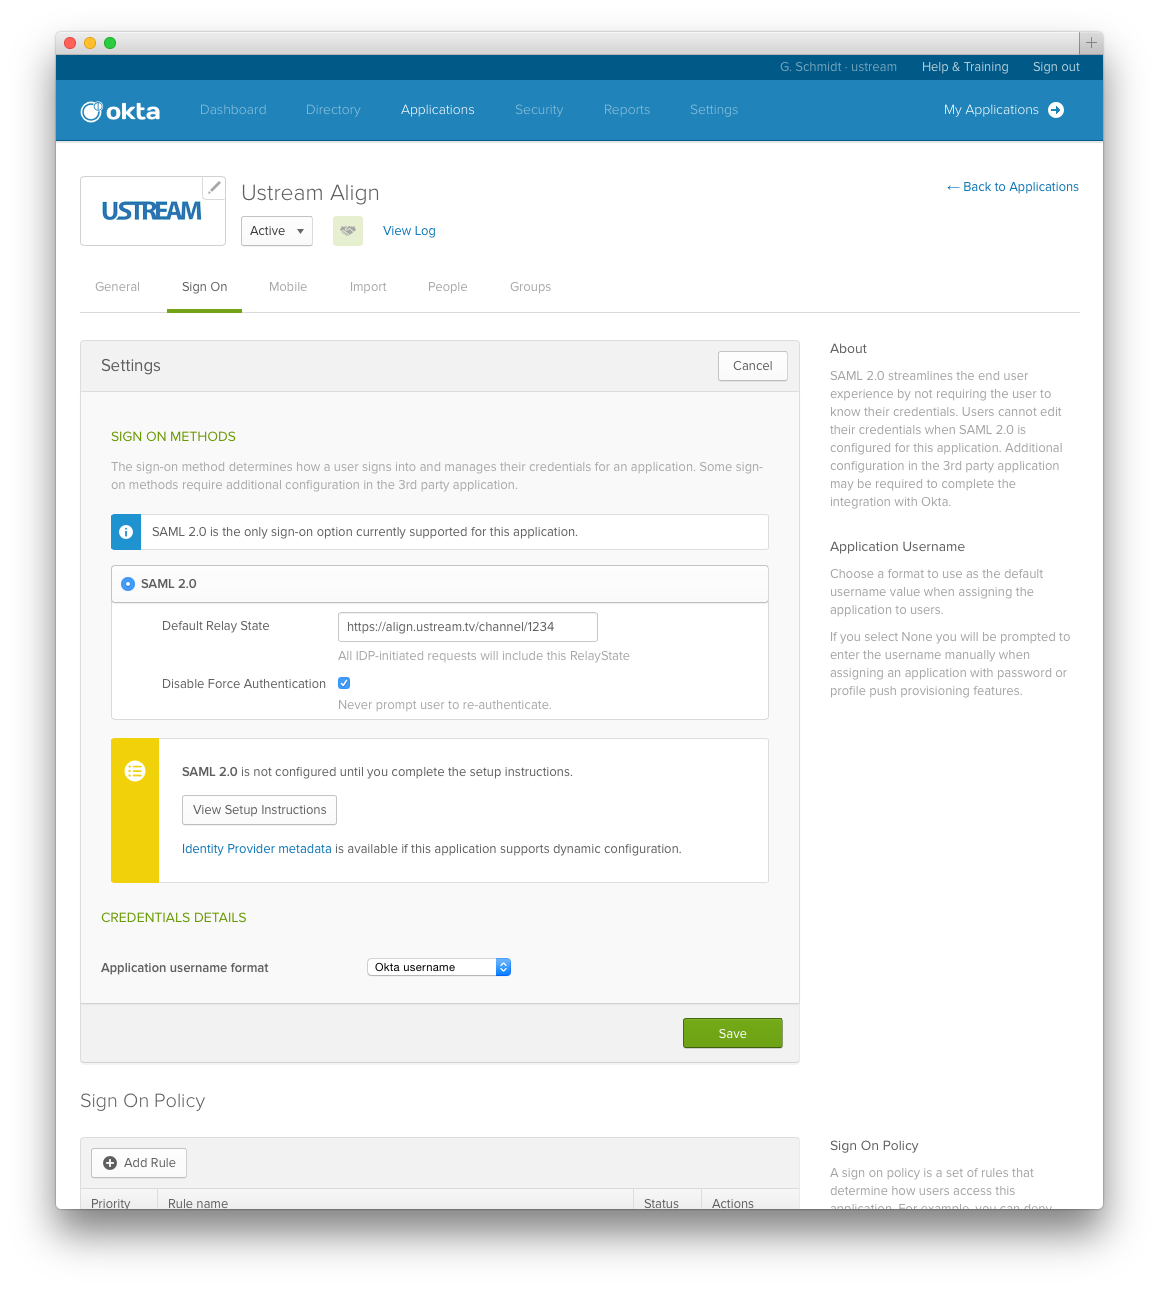 G. Schmidt · ustream Help & Training Sign out
okta Dashboard Directory Applications Security Reports Settings My Applications
USTREAM
Ustream Align
← Back to Applications
Active View Log
General Sign On Mobile Import People Groups
Settings
Cancel
SIGN ON METHODS
The sign-on method determines how a user signs into and manages their credentials for an application. Some sign-
on methods require additional configuration in the 3rd party application.
SAML 2.0 is the only sign-on option currently supported for this application.
SAML 2.0
Default Relay State https://align.ustream.tv/channel/1234
All IDP-initiated requests will include this RelayState
Disable Force Authentication
Never prompt user to re-authenticate.
SAML 2.0 is not configured until you complete the setup instructions.
View Setup Instructions
Identity Provider metadata is available if this application supports dynamic configuration.
CREDENTIALS DETAILS
Application username format Okta username
Save
About
SAML 2.0 streamlines the end user
experience by not requiring the user to
know their credentials. Users cannot edit
their credentials when SAML 2.0 is
configured for this application. Additional
configuration in the 3rd party application
may be required to complete the
integration with Okta.
Application Username
Choose a format to use as the default
username value when assigning the
application to users.
If you select None you will be prompted to
enter the username manually when
assigning an application with password or
profile push provisioning features.
Sign On Policy
Add Rule
Priority Rule name Status Actions
Sign On Policy
A sign on policy is a set of rules that
determine how users access this
application. For example, you can deny